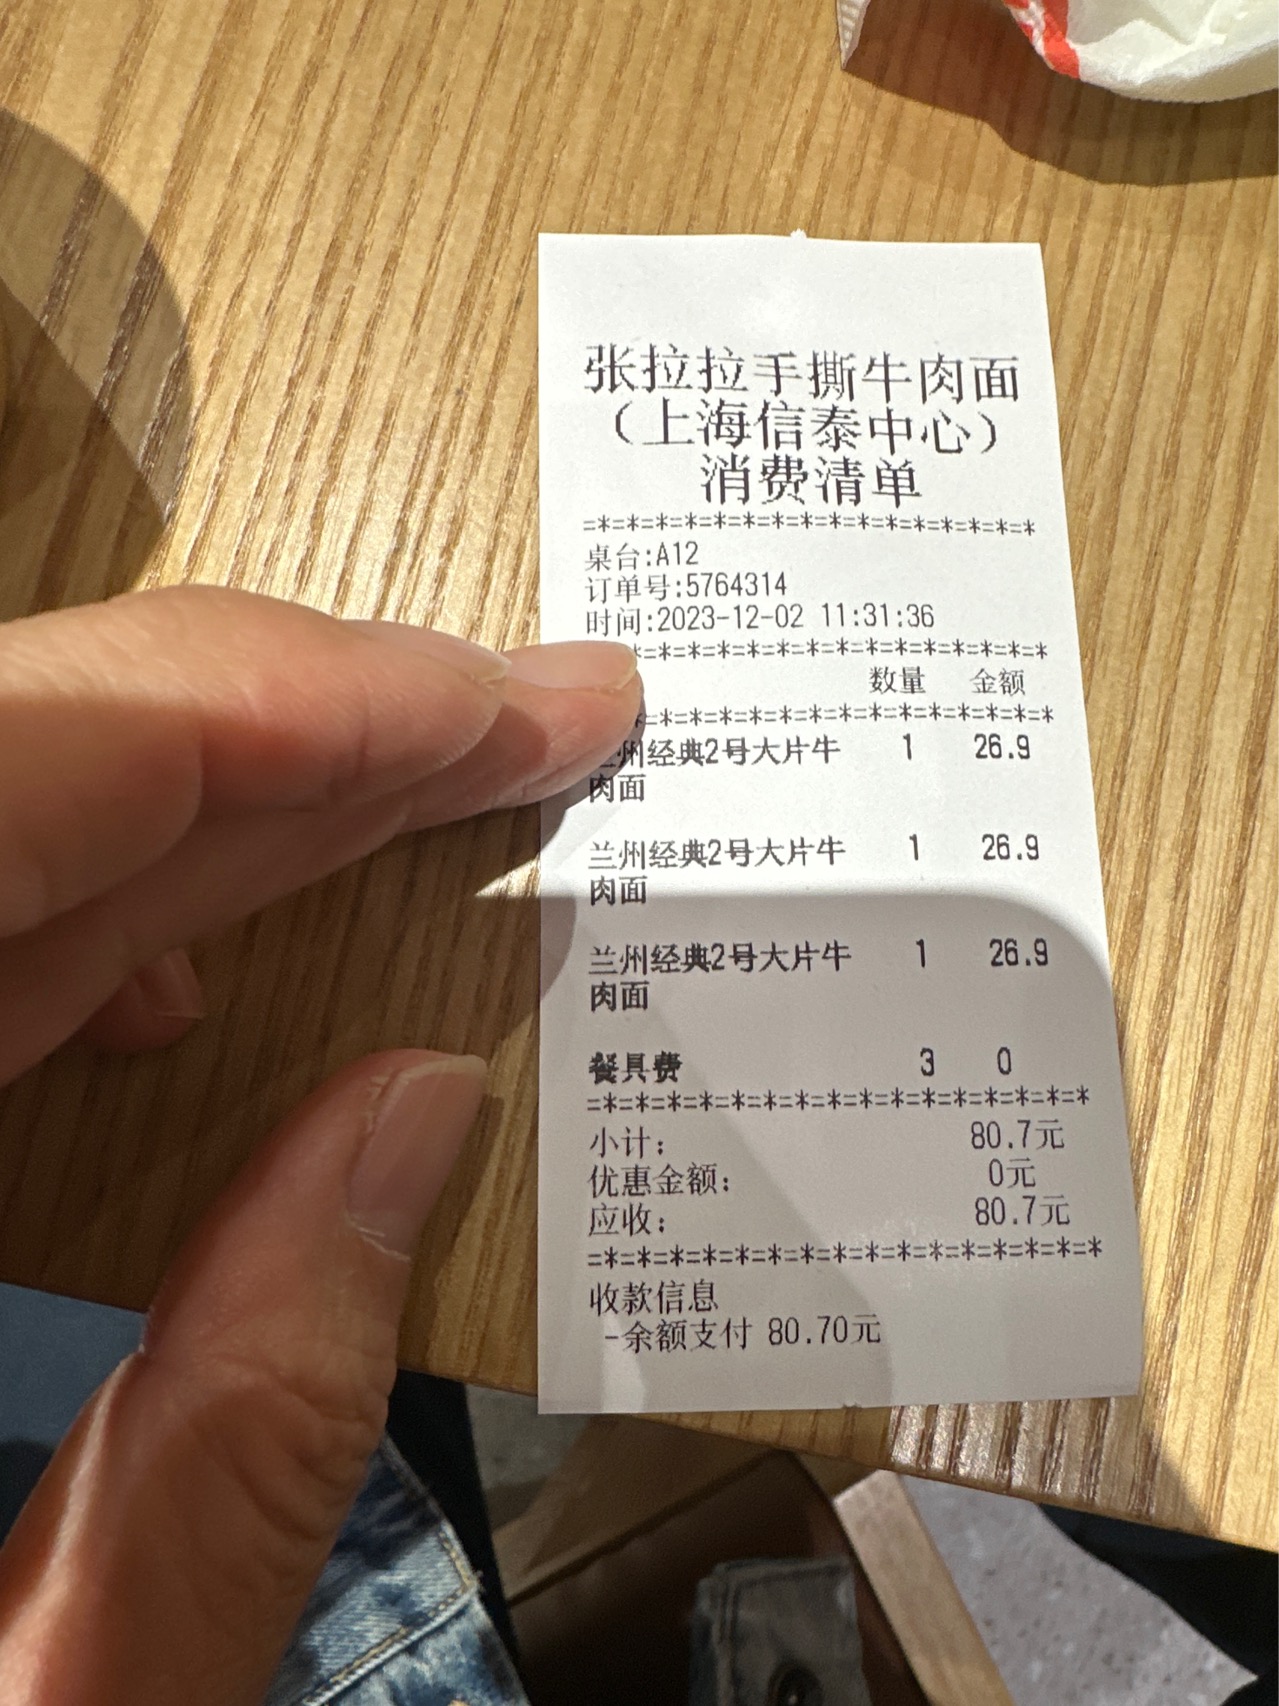 张拉拉手撕牛肉面
(上海信泰中心)
消费清单
=*=*=*=*=*=*=*=*=*=*=*=*=*=*=*=*
桌台:A12
订单号:5764314
时间:2023-12-02 11:31:36
*=*=*=*=*=*=*=*=*=*=*=*=*=*=*
数量 金额
*=*=*=*=*=*=*=*=*=*=*=*=*=*=*
兰州经典2号大片牛 1 26.9
肉面
兰州经典2号大片牛 1 26.9
肉面
兰州经典2号大片牛 1 26.9
肉面
餐具费 3 0
=*=*=*=*=*=*=*=*=*=*=*=*=*=*=*=*
小计: 80.7元
优惠金额: 0元
应收: 80.7元
=*=*=*=*=*=*=*=*=*=*=*=*=*=*=*=*
收款信息
-余额支付 80.70元